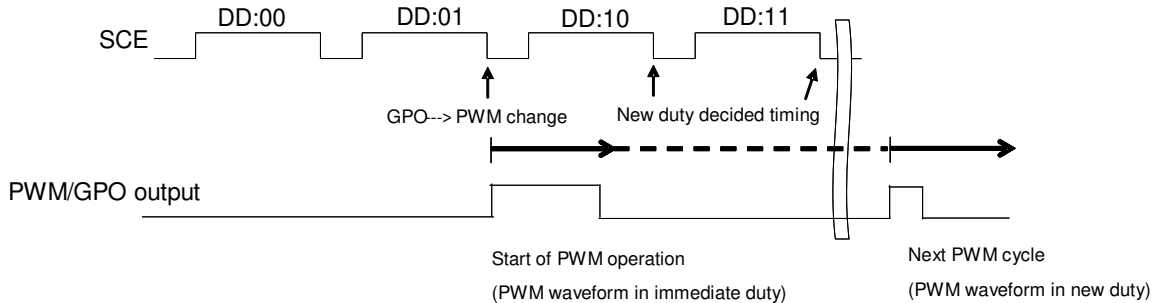 DD:00 DD:01 DD:10 DD:11
SCE
GPO---> PWM change New duty decided timing
PWM/GPO output
Start of PWM operation Next PWM cycle
(PWM waveform in immediate duty) (PWM waveform in new duty)